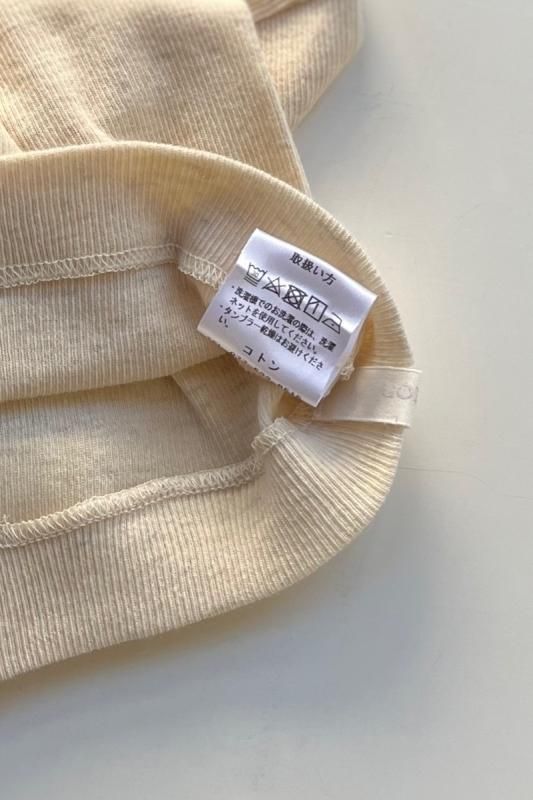 取扱い方
・洗濯機でのお洗濯の際は、洗濯
ネットを使用してください。
・タンブラー乾燥はお避けくださ
い。
コトン